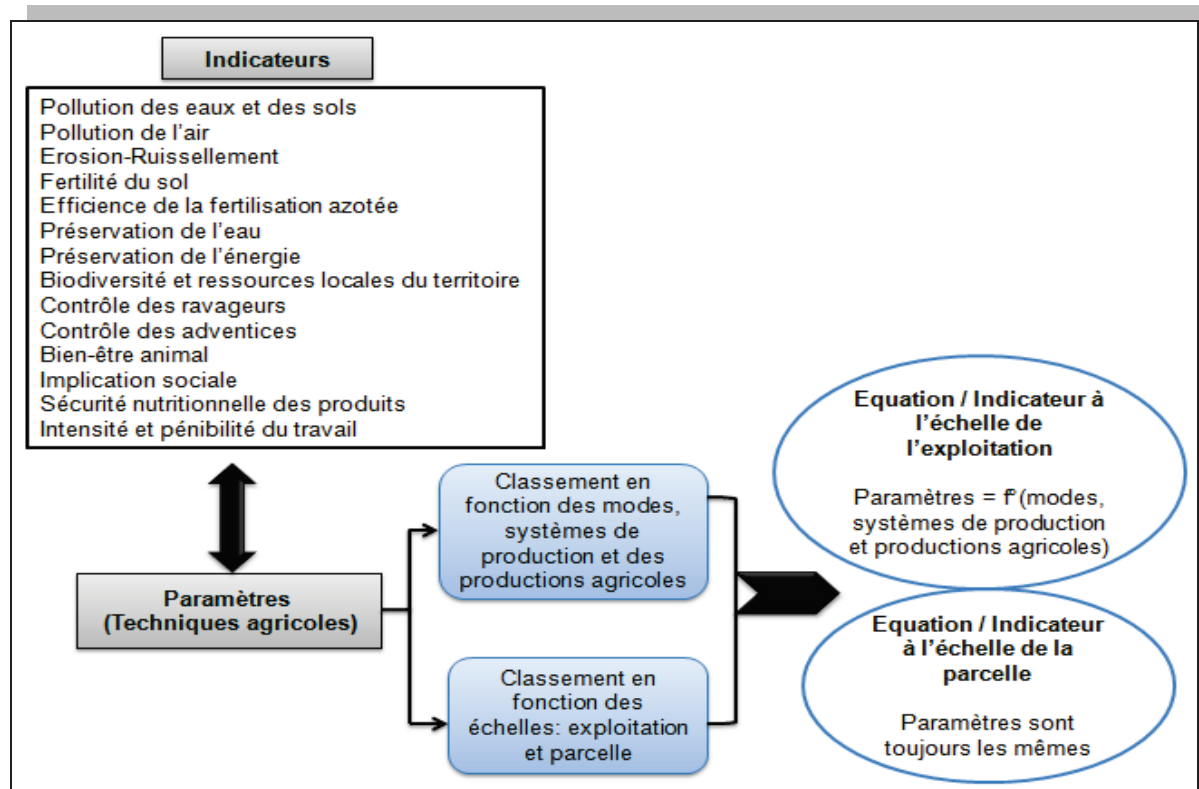 Indicateurs
Pollution des eaux et des sols
Pollution de l'air
Erosion-Ruissellement
Fertilité du sol
Efficience de la fertilisation azotée
Préservation de l'eau
Préservation de l'énergie
Biodiversité et ressources locales du territoire
Contrôle des ravageurs
Contrôle des adventices
Bien-être animal
Implication sociale
Sécurité nutritionnelle des produits
Intensité et pénibilité du travail
Paramètres
(Techniques agricoles)
Classement en
fonction des modes,
systèmes de
production et des
productions agricoles
Classement en
fonction des
échelles: exploitation
et parcelle
Equation / Indicateur à
l'échelle de
l'exploitation
Paramètres = f°(modes,
systèmes de production
et productions agricoles)
Equation / Indicateur
à l'échelle de la
parcelle
Paramètres sont
toujours les mêmes